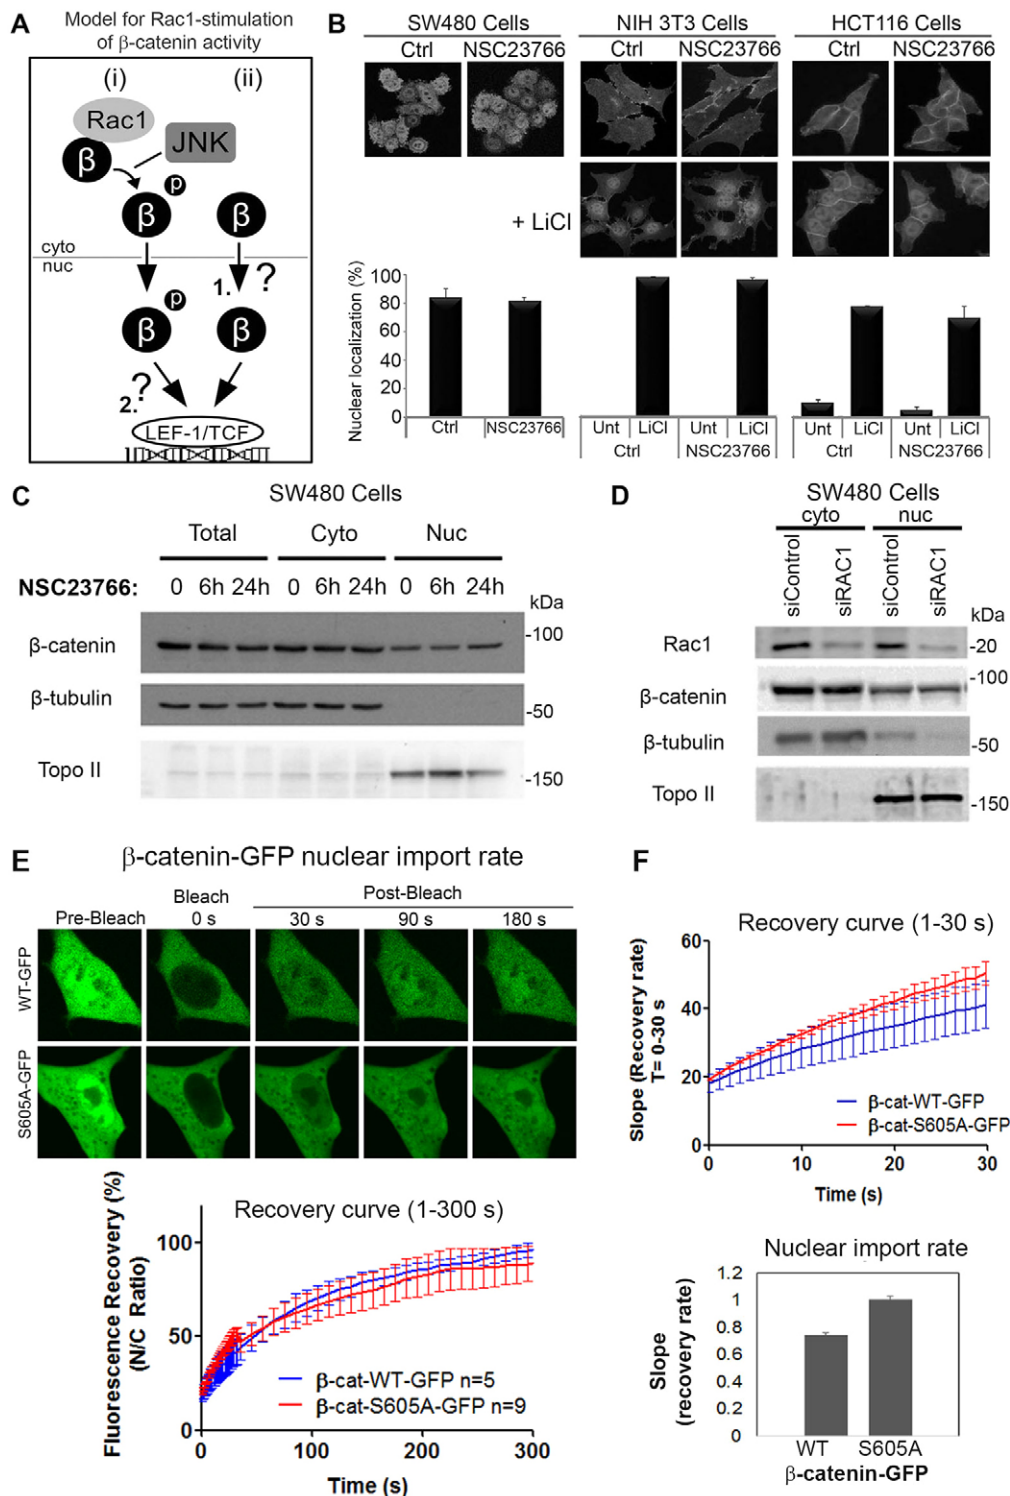 A
Model for Rac1-stimulation
of β-catenin activity
(i)
(ii)
Rac1
JNK
β
p
β
β
cyto
nuc
1.
?
p
β
β
?
2.
LEF-1/TCF
B
SW480 Cells
Ctrl NSC23766
NIH 3T3 Cells
Ctrl NSC23766
HCT116 Cells
Ctrl NSC23766
+ LiCl
Nuclear localization (%)
100
80
60
40
20
0
Ctrl NSC23766
Unt LiCl Unt LiCl
Ctrl NSC23766
Unt LiCl Unt LiCl
Ctrl NSC23766
C
SW480 Cells
Total Cyto Nuc
NSC23766: 0 6h 24h 0 6h 24h 0 6h 24h
kDa
β-catenin
-100
β-tubulin
-50
Topo II
-150
D
SW480 Cells
cyto nuc
siControl
siRAC1
siControl
siRAC1
kDa
Rac1
-20
-100
β-catenin
β-tubulin
-50
Topo II
-150
E
β-catenin-GFP nuclear import rate
Bleach Post-Bleach
Pre-Bleach 0 s 30 s 90 s 180 s
WT-GFP
S605A-GFP
Recovery curve (1-300 s)
Fluorescence Recovery (%)
(N/C Ratio)
100
50
0
β-cat-WT-GFP n=5
β-cat-S605A-GFP n=9
0 100 200 300
Time (s)
F
Recovery curve (1-30 s)
Slope (Recovery rate)
T= 0-30 s
60
40
20
0
β-cat-WT-GFP
β-cat-S605A-GFP
0 10 20 30
Time (s)
Nuclear import rate
Slope
(recovery rate)
1.2
1
0.8
0.6
0.4
0.2
0
WT S605A
β-catenin-GFP